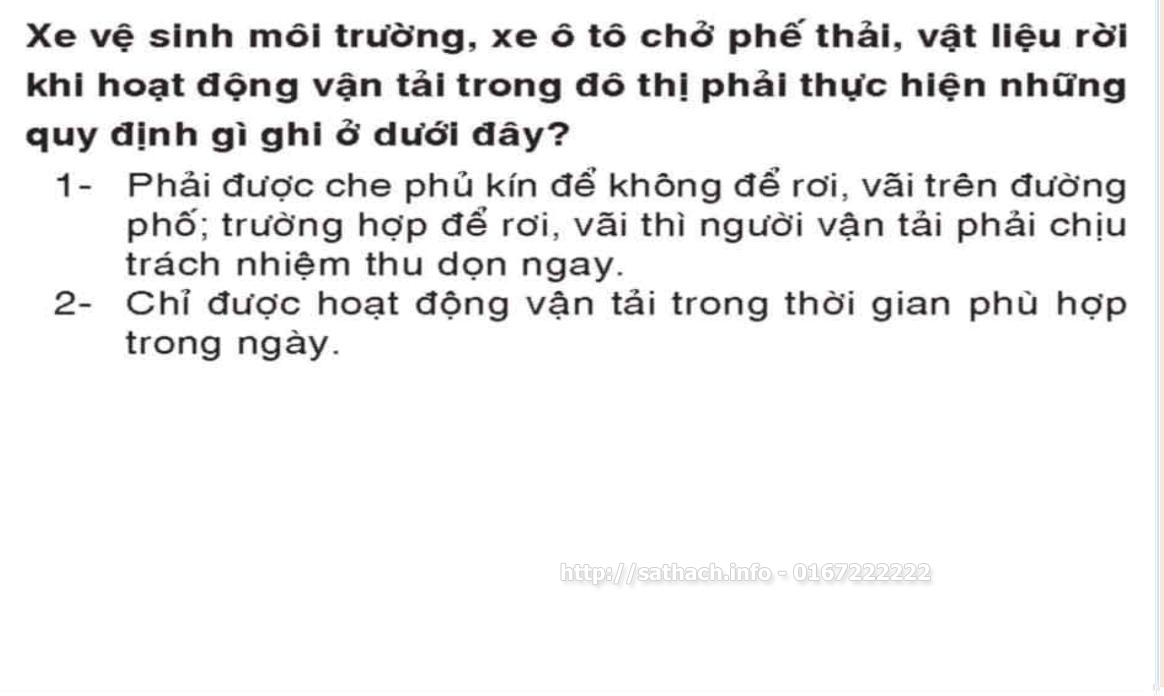 Xe vệ sinh môi trường, xe ô tô chở phế thải, vật liệu rời
khi hoạt động vận tải trong đô thị phải thực hiện những
quy định gì ghi ở dưới đây?
1- Phải được che phủ kín để không để rơi, vãi trên đường
phố; trường hợp để rơi, vãi thì người vận tải phải chịu
trách nhiệm thu dọn ngay.
2- Chỉ được hoạt động vận tải trong thời gian phù hợp
trong ngày.
http://sathach.info - 0167222222